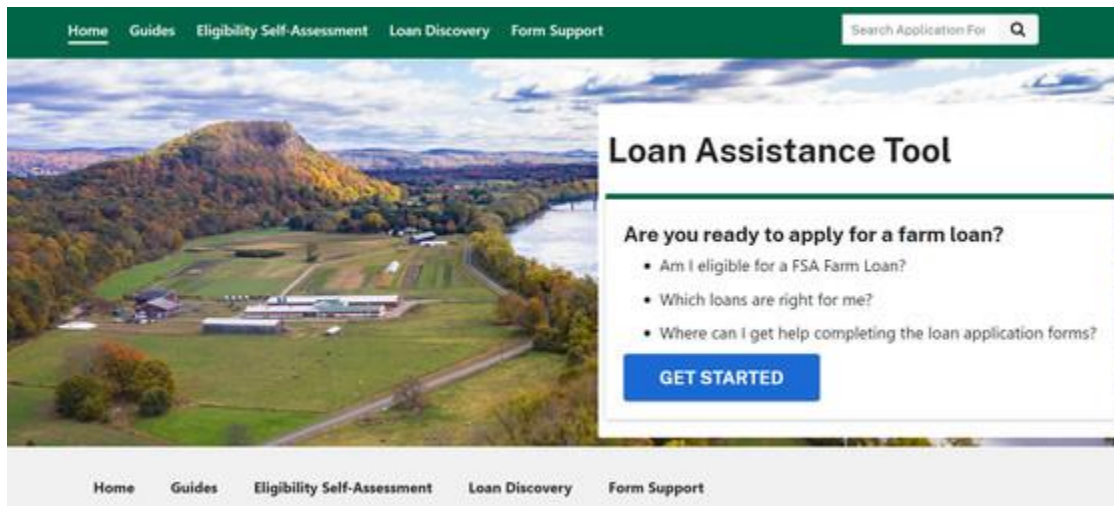 Home Guides Eligibility Self-Assessment Loan Discovery Form Support
Search Application For
Loan Assistance Tool
Are you ready to apply for a farm loan?
• Am I eligible for a FSA Farm Loan?
• Which loans are right for me?
• Where can I get help completing the loan application forms?
GET STARTED
Home Guides Eligibility Self-Assessment Loan Discovery Form Support